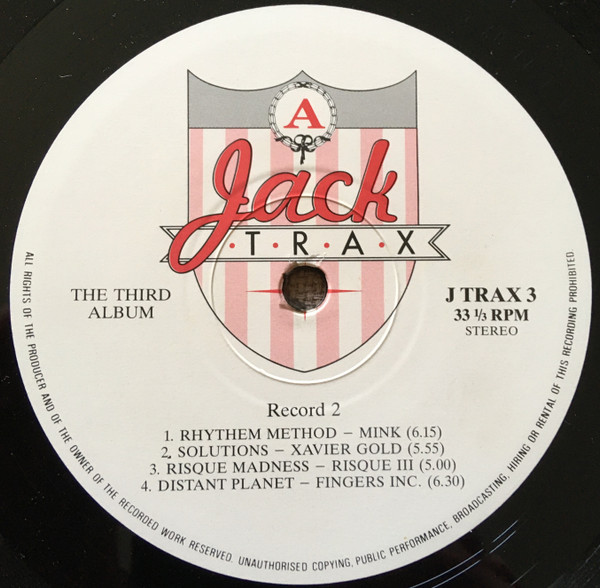 A
Jack
T·R·A·X
THE THIRD
ALBUM
J TRAX 3
33 ⅓ RPM
STEREO
Record 2
1. RHYTHEM METHOD – MINK (6.15)
2. SOLUTIONS – XAVIER GOLD (5.55)
3. RISQUE MADNESS – RISQUE III (5.00)
4. DISTANT PLANET – FINGERS INC. (6.30)
ALL RIGHTS OF THE PRODUCER AND OF THE OWNER OF THE RECORDED WORK RESERVED. UNAUTHORISED COPYING, PUBLIC PERFORMANCE, BROADCASTING, HIRING OR RENTAL OF THIS RECORDING PROHIBITED.